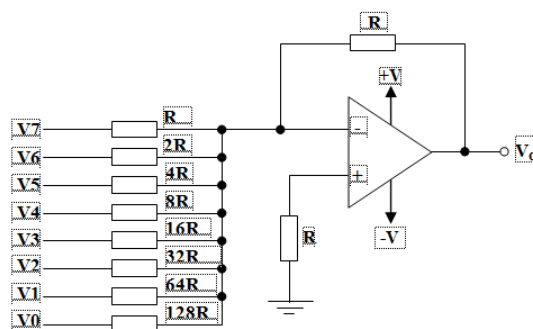 R
+V
V7 R
-
V6 2R
V5 4R
+
V4 8R
V3 16R
R
-V
V2 32R
V1 64R
V0 128R